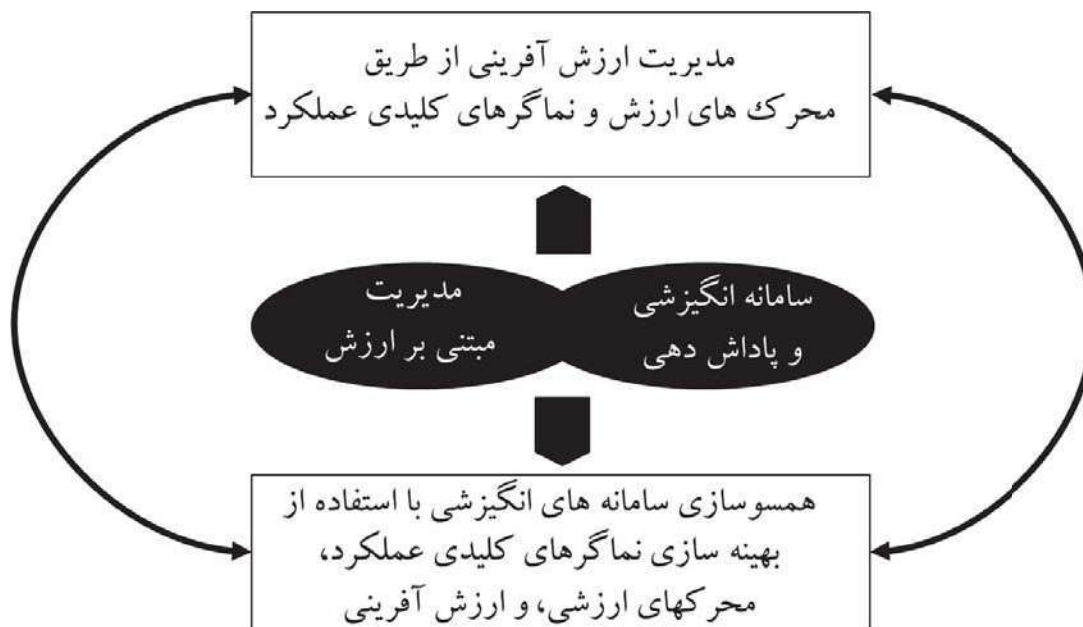 مدیریت ارزش آفرینی از طریق
محرک های ارزش و نماگرهای کلیدی عملکرد
سامانه انگیزشی
و پاداش دهی
مدیریت
مبتنی بر ارزش
همسوسازی سامانه های انگیزشی با استفاده از
بهینه سازی نماگرهای کلیدی عملکرد،
محرکهای ارزشی، و ارزش آفرینی